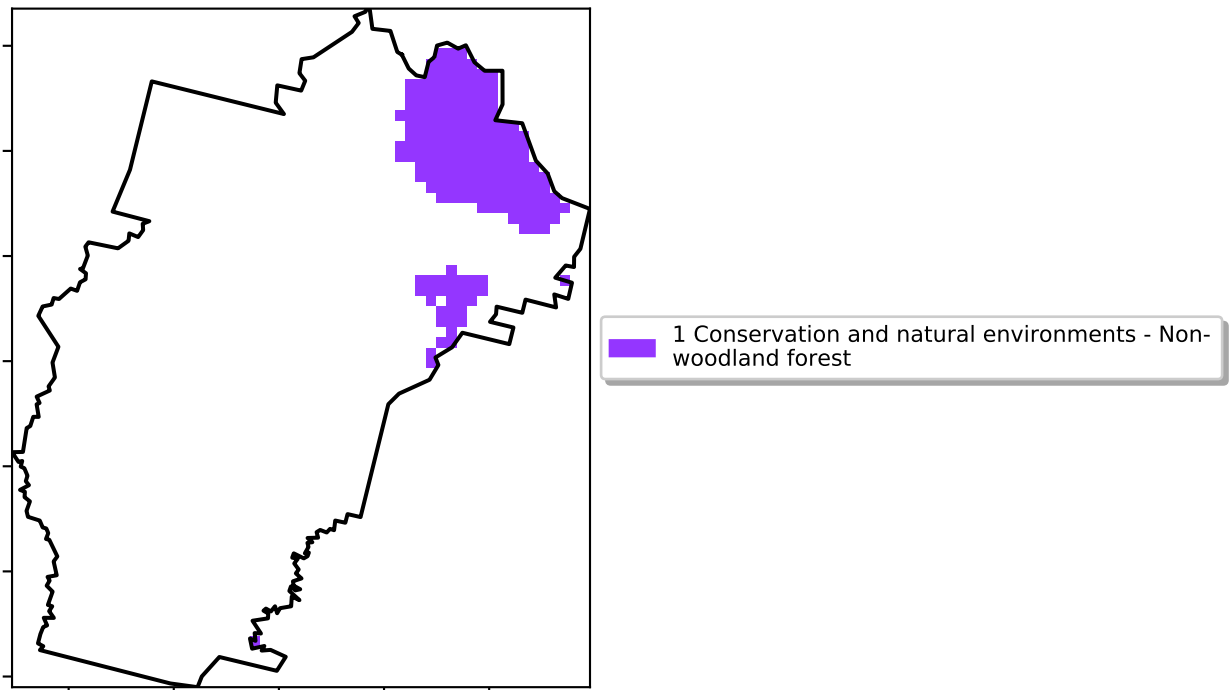 1 Conservation and natural environments - Non-
woodland forest